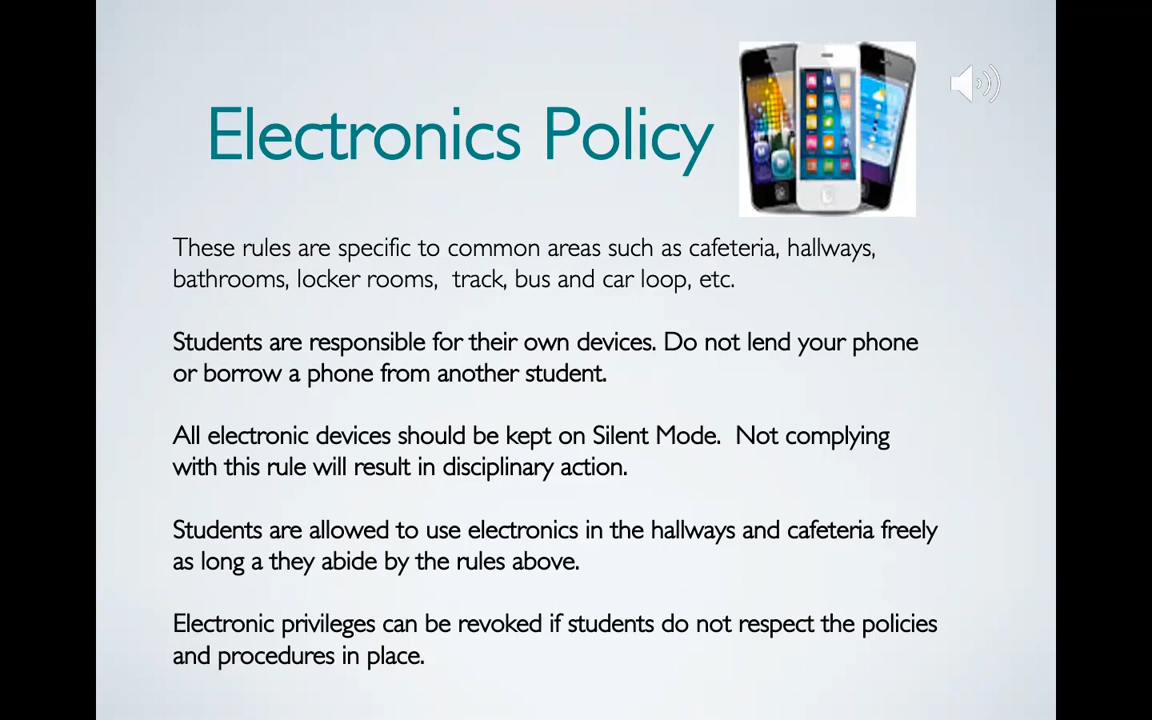 Electronics Policy
These rules are specific to common areas such as cafeteria, hallways,
bathrooms, locker rooms,  track, bus and car loop, etc.
Students are responsible for their own devices. Do not lend your phone
or borrow a phone from another student.
All electronic devices should be kept on Silent Mode.  Not complying
with this rule will result in disciplinary action.
Students are allowed to use electronics in the hallways and cafeteria freely
as long a they abide by the rules above.
Electronic privileges can be revoked if students do not respect the policies
and procedures in place.